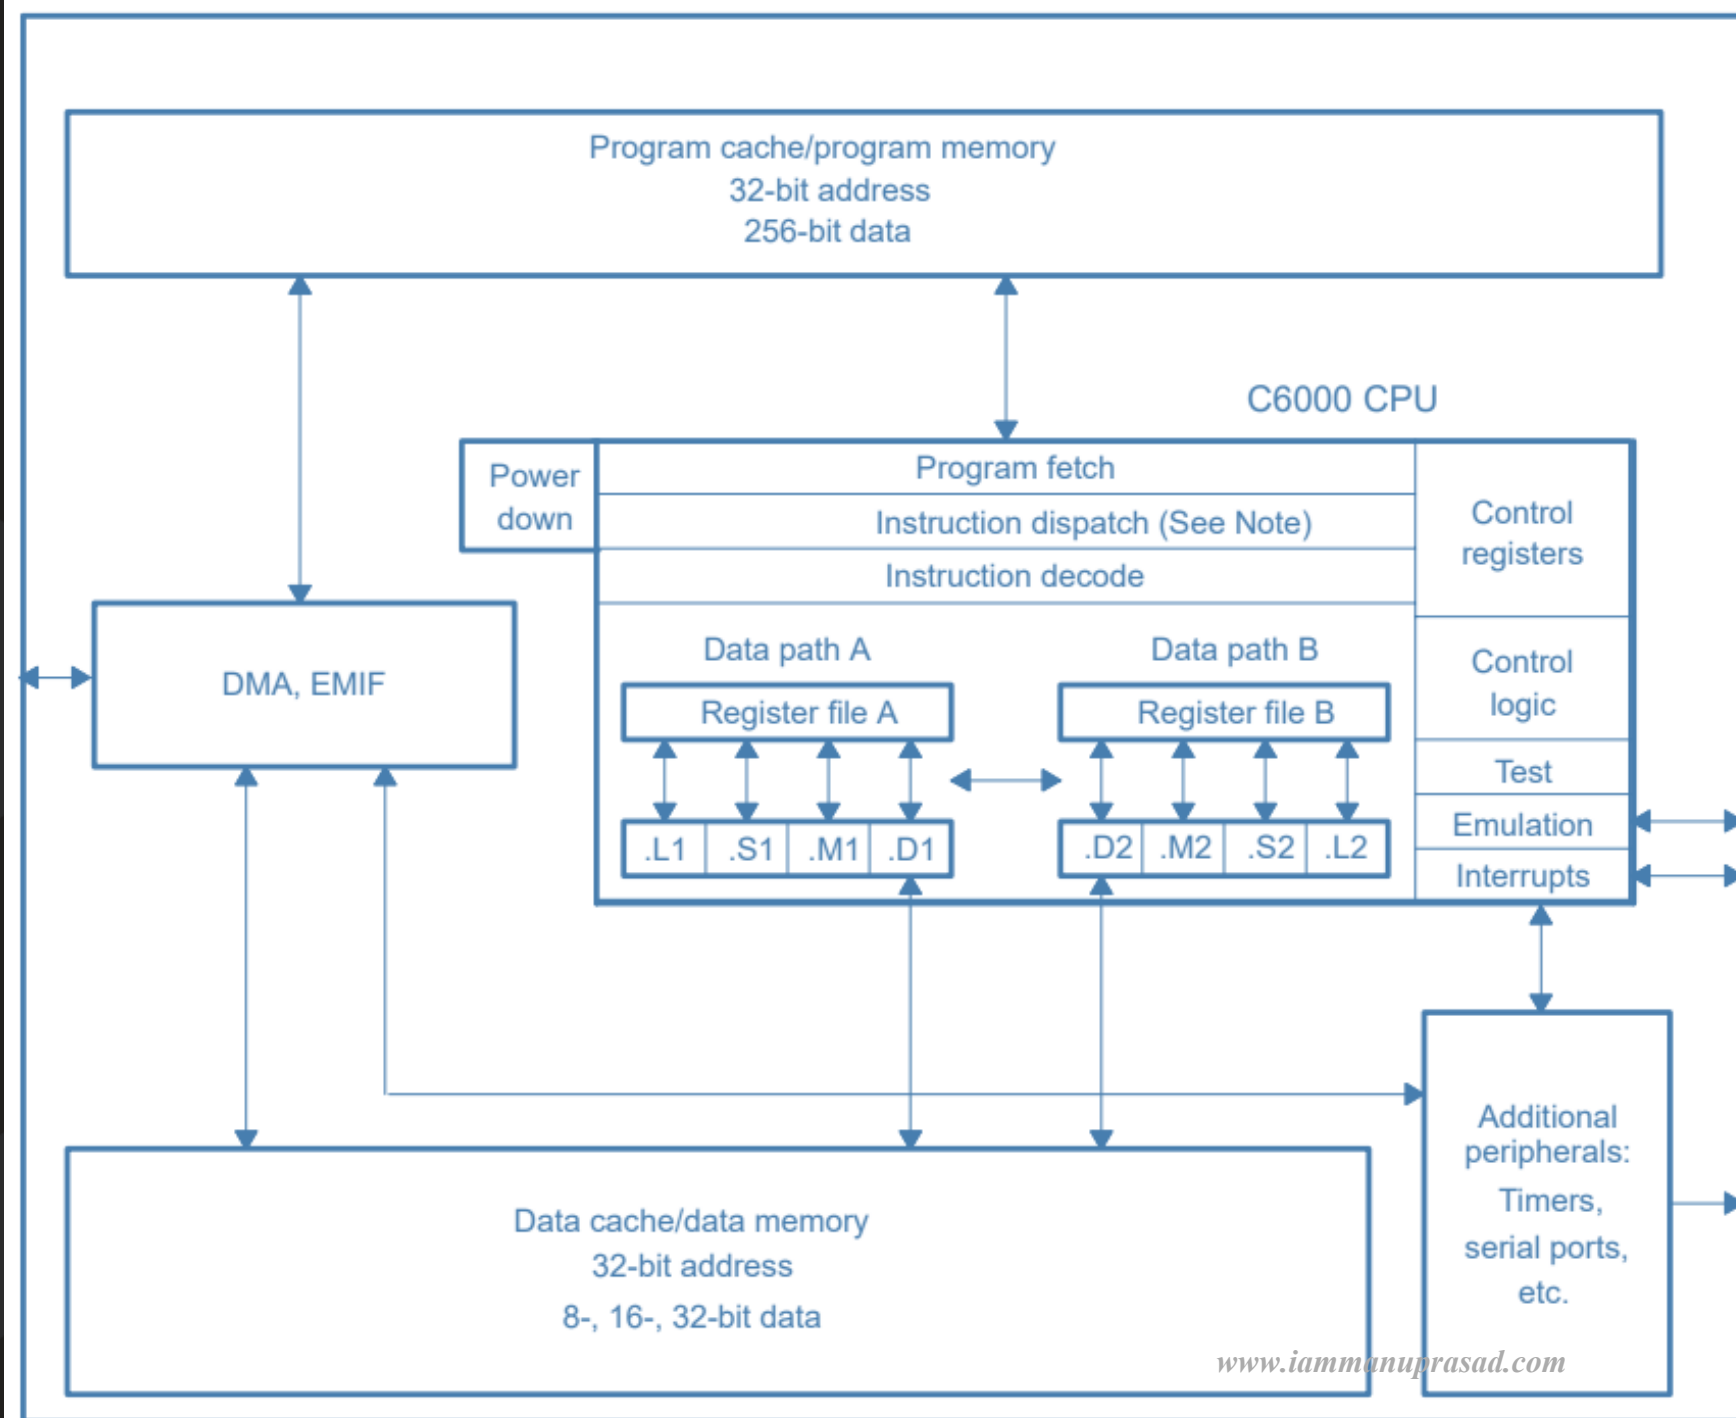 Program cache/program memory
32-bit address
256-bit data
C6000 CPU
Power
down
Program fetch
Instruction dispatch (See Note)
Instruction decode
Control
registers
DMA, EMIF
Data path A
Data path B
Control
logic
Register file A
Register file B
Test
.L1 .S1 .M1 .D1
.D2 .M2 .S2 .L2
Emulation
Interrupts
Data cache/data memory
32-bit address
8-, 16-, 32-bit data
Additional
peripherals:
Timers,
serial ports,
etc.
www.iammanuprasad.com